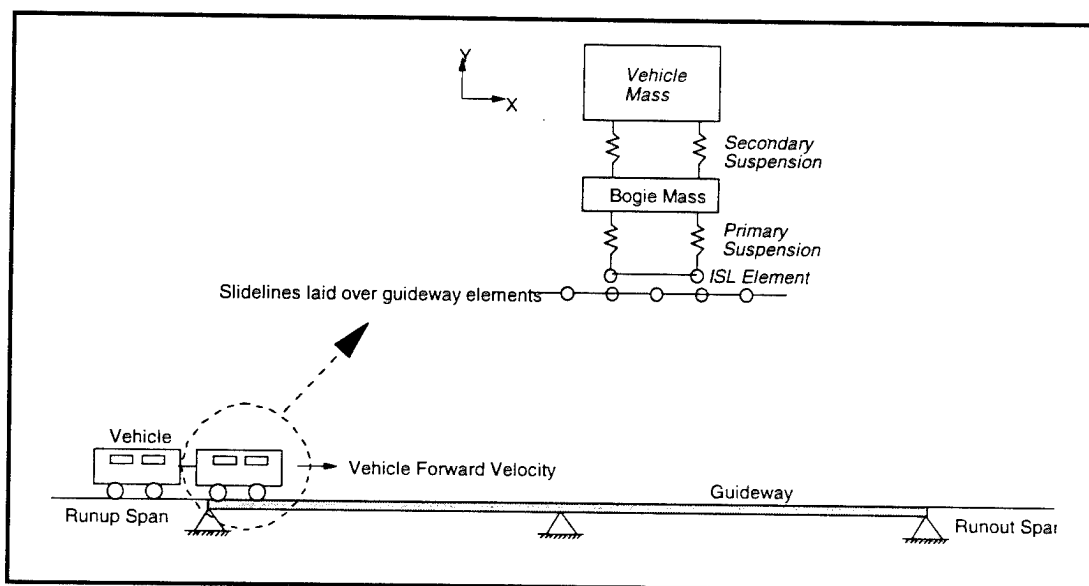 Y
X
Vehicle
Mass
Secondary
Suspension
Bogie Mass
Primary
Suspension
ISL Element
Slidelines laid over guideway elements
Vehicle
Vehicle Forward Velocity
Guideway
Runup Span
Runout Spar